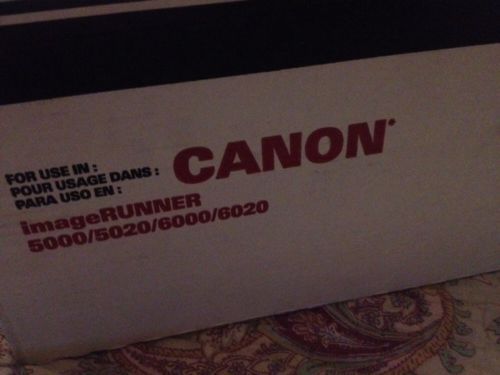 FOR USE IN :
POUR USAGE DANS :
PARA USO EN :
CANON*
imageRUNNER
5000/5020/6000/6020